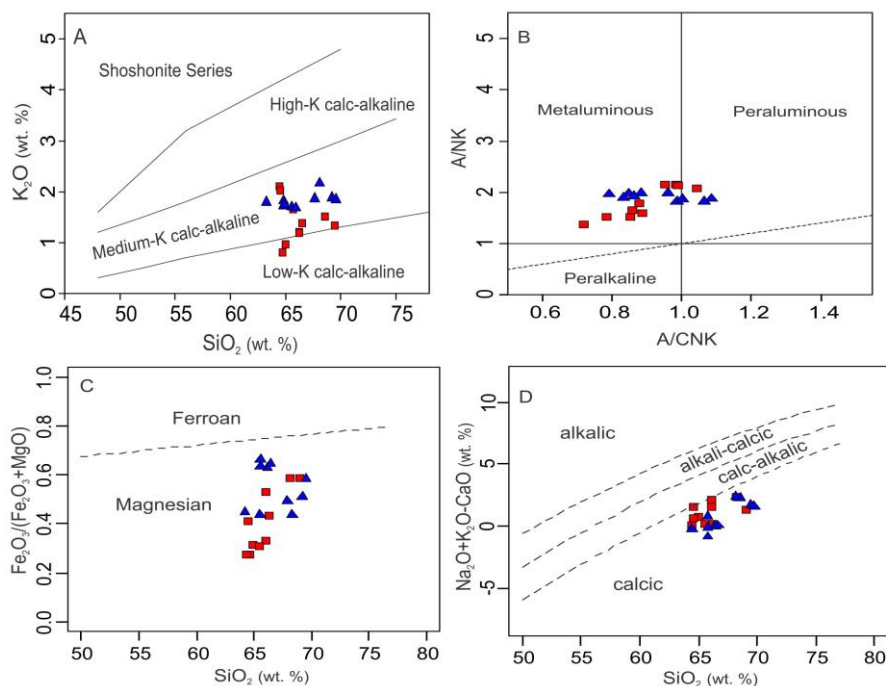 A
Shoshonite Series
High-K calc-alkaline
Medium-K calc-alkaline
Low-K calc-alkaline
K₂O (wt. %)
5
4
3
2
1
0
45 50 55 60 65 70 75
SiO₂ (wt. %)
B
Metaluminous
Peraluminous
Peralkaline
A/NK
5
4
3
2
1
0
0.6 0.8 1.0 1.2 1.4
A/CNK
C
Ferroan
Magnesian
Fe₂O₃/(Fe₂O₃+MgO)
1.0
0.8
0.6
0.4
0.2
0.0
50 55 60 65 70 75 80
SiO₂ (wt. %)
D
alkalic
alkali-calcic
calc-alkalic
calcic
Na₂O+K₂O-CaO (wt. %)
10
5
0
-5
50 55 60 65 70 75 80
SiO₂ (wt. %)